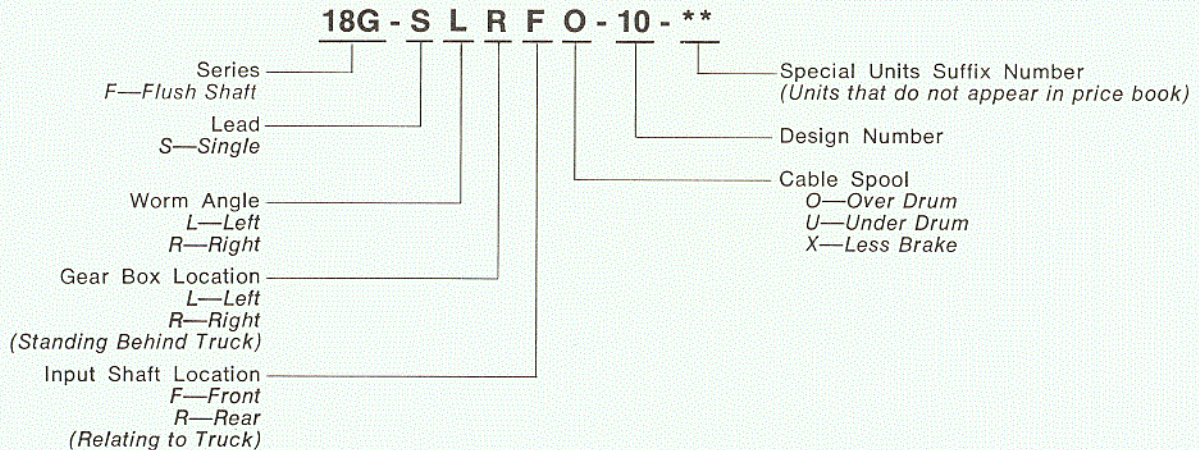 18G - S L R F O - 10 - **
Series
F—Flush Shaft
Lead
S—Single
Worm Angle
L—Left
R—Right
Gear Box Location
L—Left
R—Right
(Standing Behind Truck)
Input Shaft Location
F—Front
R—Rear
(Relating to Truck)
Special Units Suffix Number
(Units that do not appear in price book)
Design Number
Cable Spool
O—Over Drum
U—Under Drum
X—Less Brake